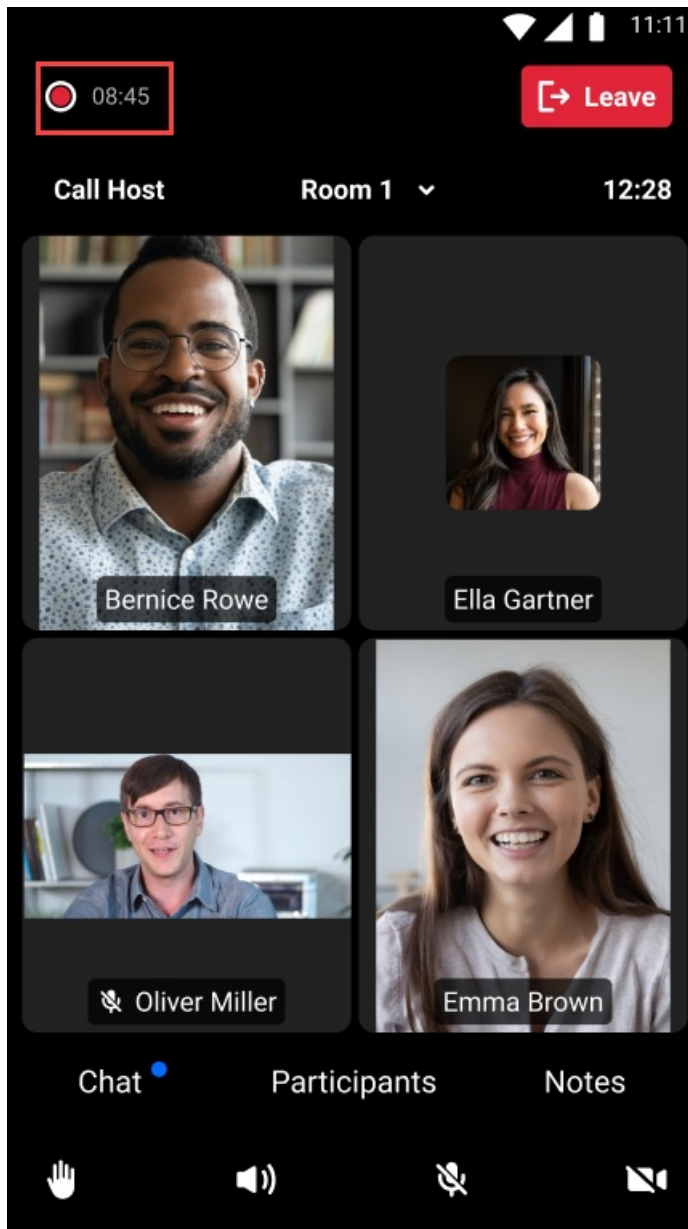 11:11
08:45
Leave
Call Host Room 1 12:28
Bernice Rowe
Ella Gartner
Oliver Miller
Emma Brown
Chat Participants Notes